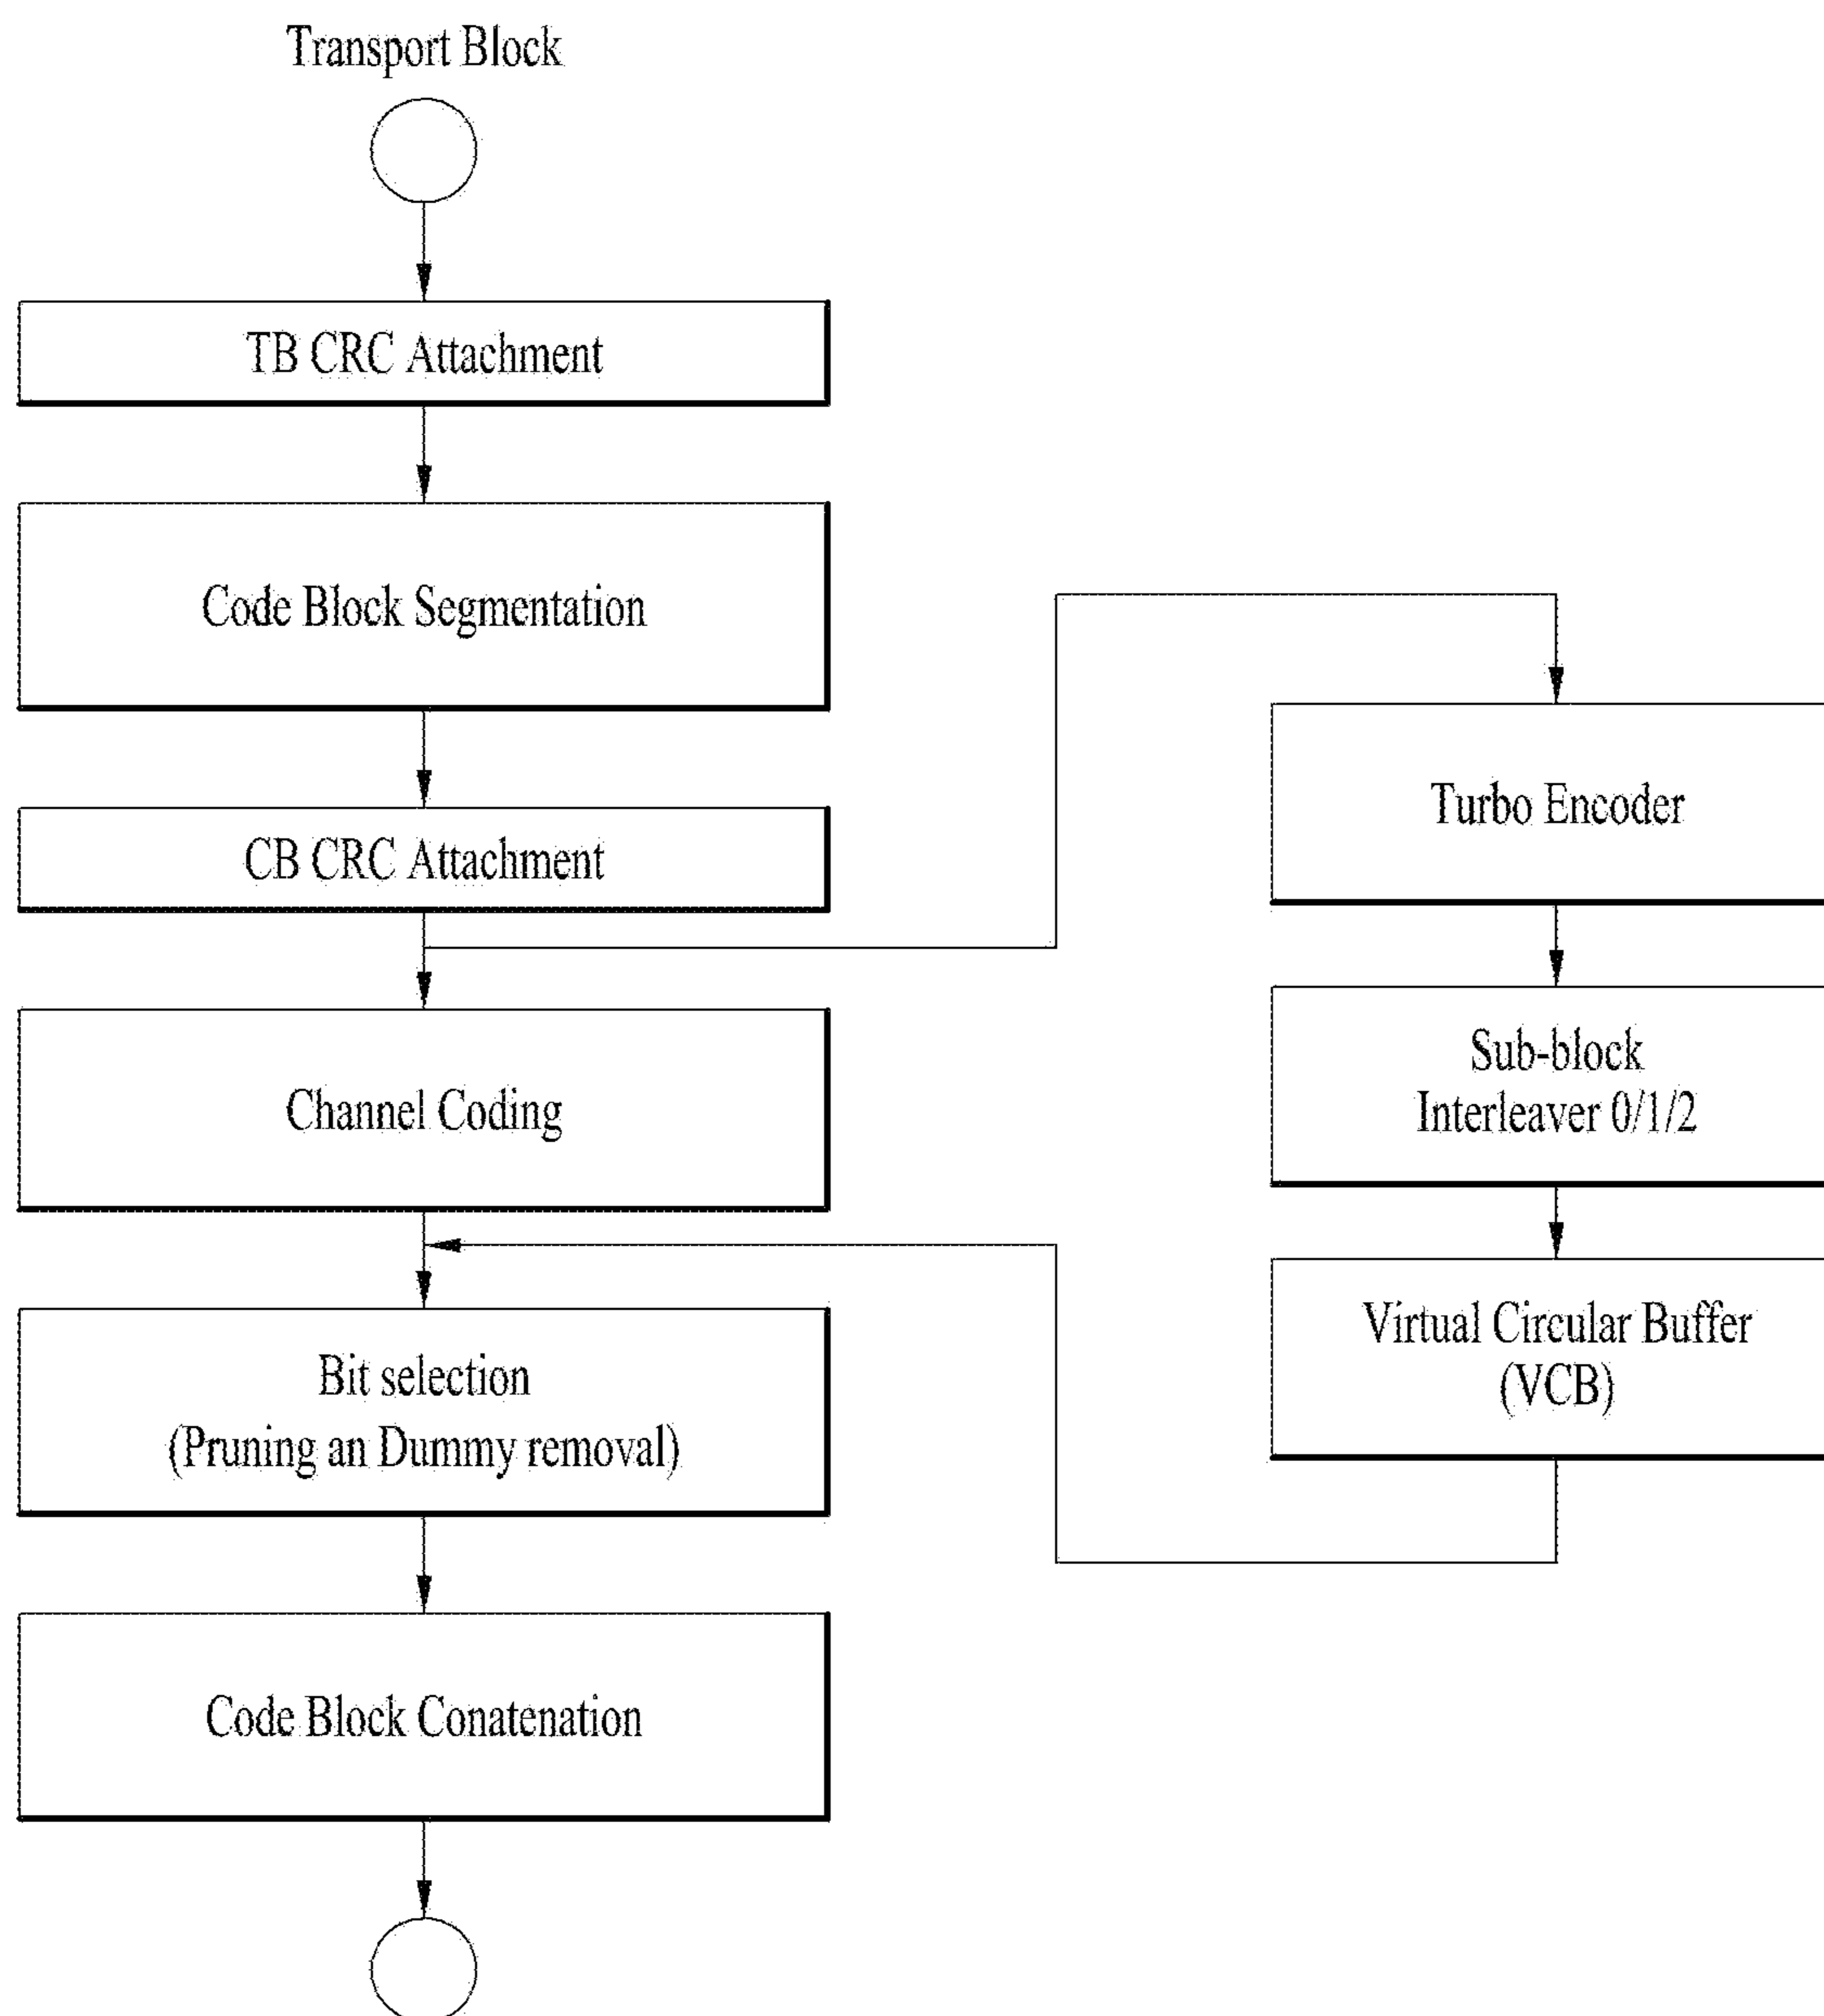 Transport Block
TB CRC Attachment
Code Block Segmentation
CB CRC Attachment
Channel Coding
Bit selection
(Pruning an Dummy removal)
Code Block Conatenation
Turbo Encoder
Sub-block
Interleaver 0/1/2
Virtual Circular Buffer
(VCB)